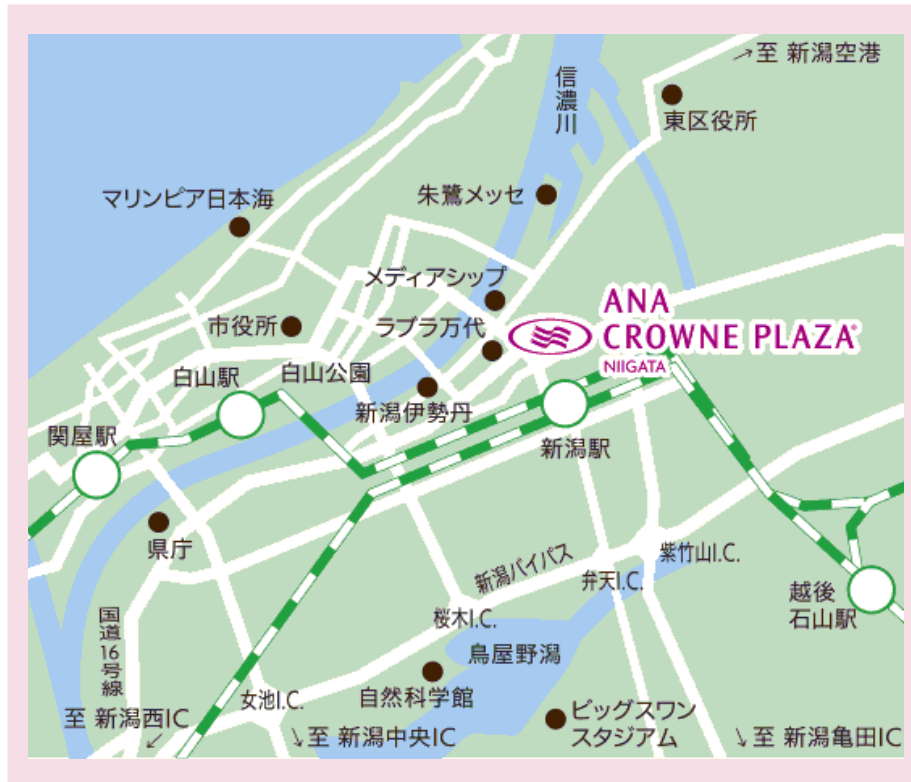 至 新潟空港
信濃川
東区役所
マリンピア日本海
朱鷺メッセ
メディアシップ
ANA
CROWNE PLAZA
NIIGATA
市役所
ラブラ万代
白山駅
白山公園
新潟伊勢丹
関屋駅
新潟駅
県庁
新潟バイパス
紫竹山I.C.
弁天I.C.
越後
石山駅
国道16号線
桜木I.C.
鳥屋野潟
自然科学館
女池I.C.
至 新潟西IC
ビッグスワン
スタジアム
至 新潟中央IC
至 新潟亀田IC